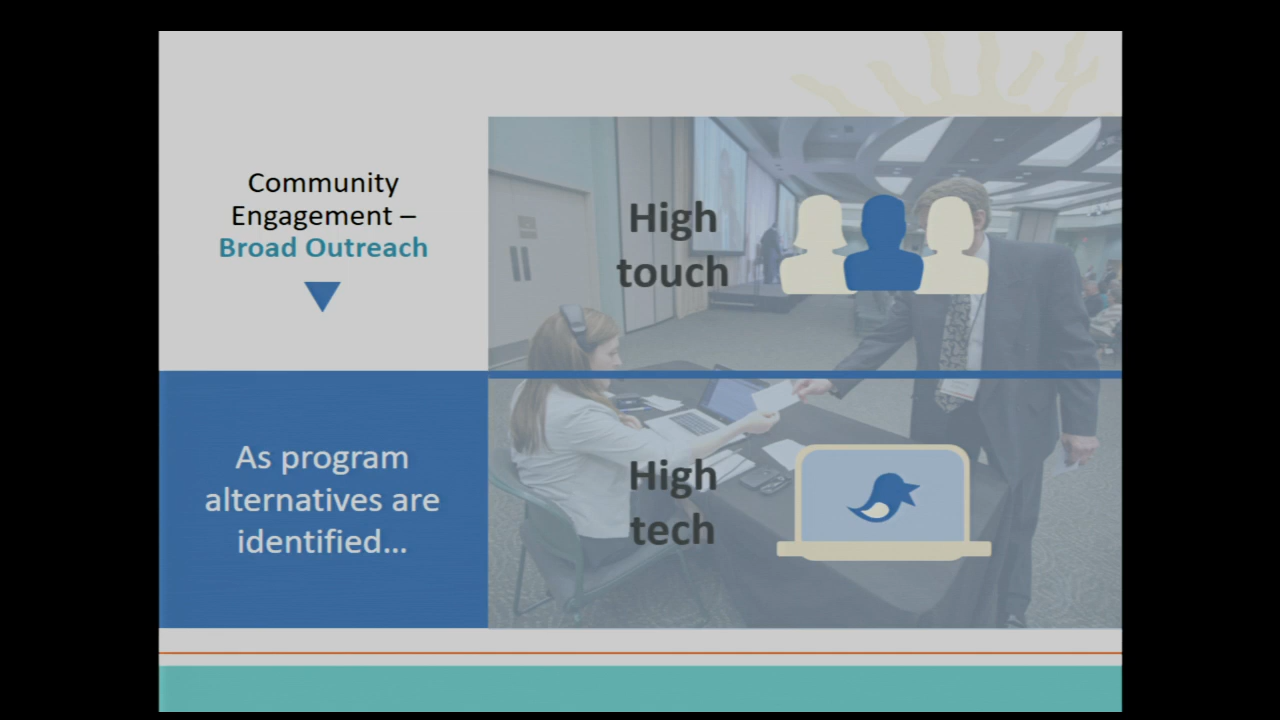 Community
Engagement –
Broad Outreach
As program
alternatives are
identified...
High
touch
High
tech